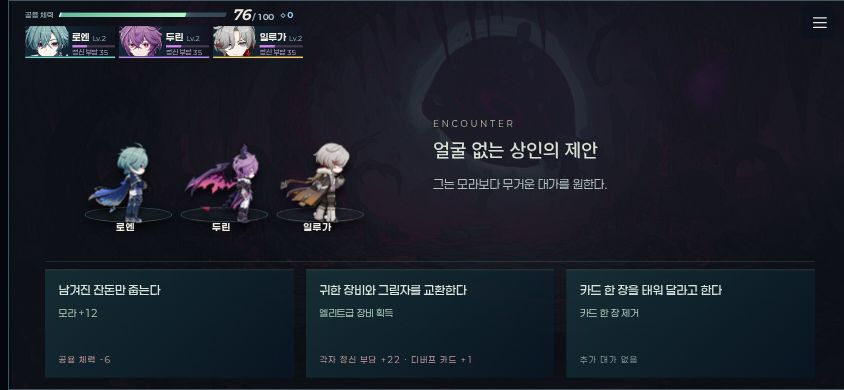 공용 체력 76/100 ◇0
로엔 Lv.2
정신 부담 35
두린 Lv.2
정신 부담 35
일루가 Lv.2
정신 부담 35
ENCOUNTER
얼굴 없는 상인의 제안
그는 모라보다 무거운 대가를 원한다.
로엔
두린
일루가
남겨진 잔돈만 줍는다
모라 +12
공용 체력 -6
귀한 장비와 그림자를 교환한다
엘리트급 장비 획득
각자 정신 부담 +22 · 디버프 카드 +1
카드 한 장을 태워 달라고 한다
카드 한 장 제거
추가 대가 없음